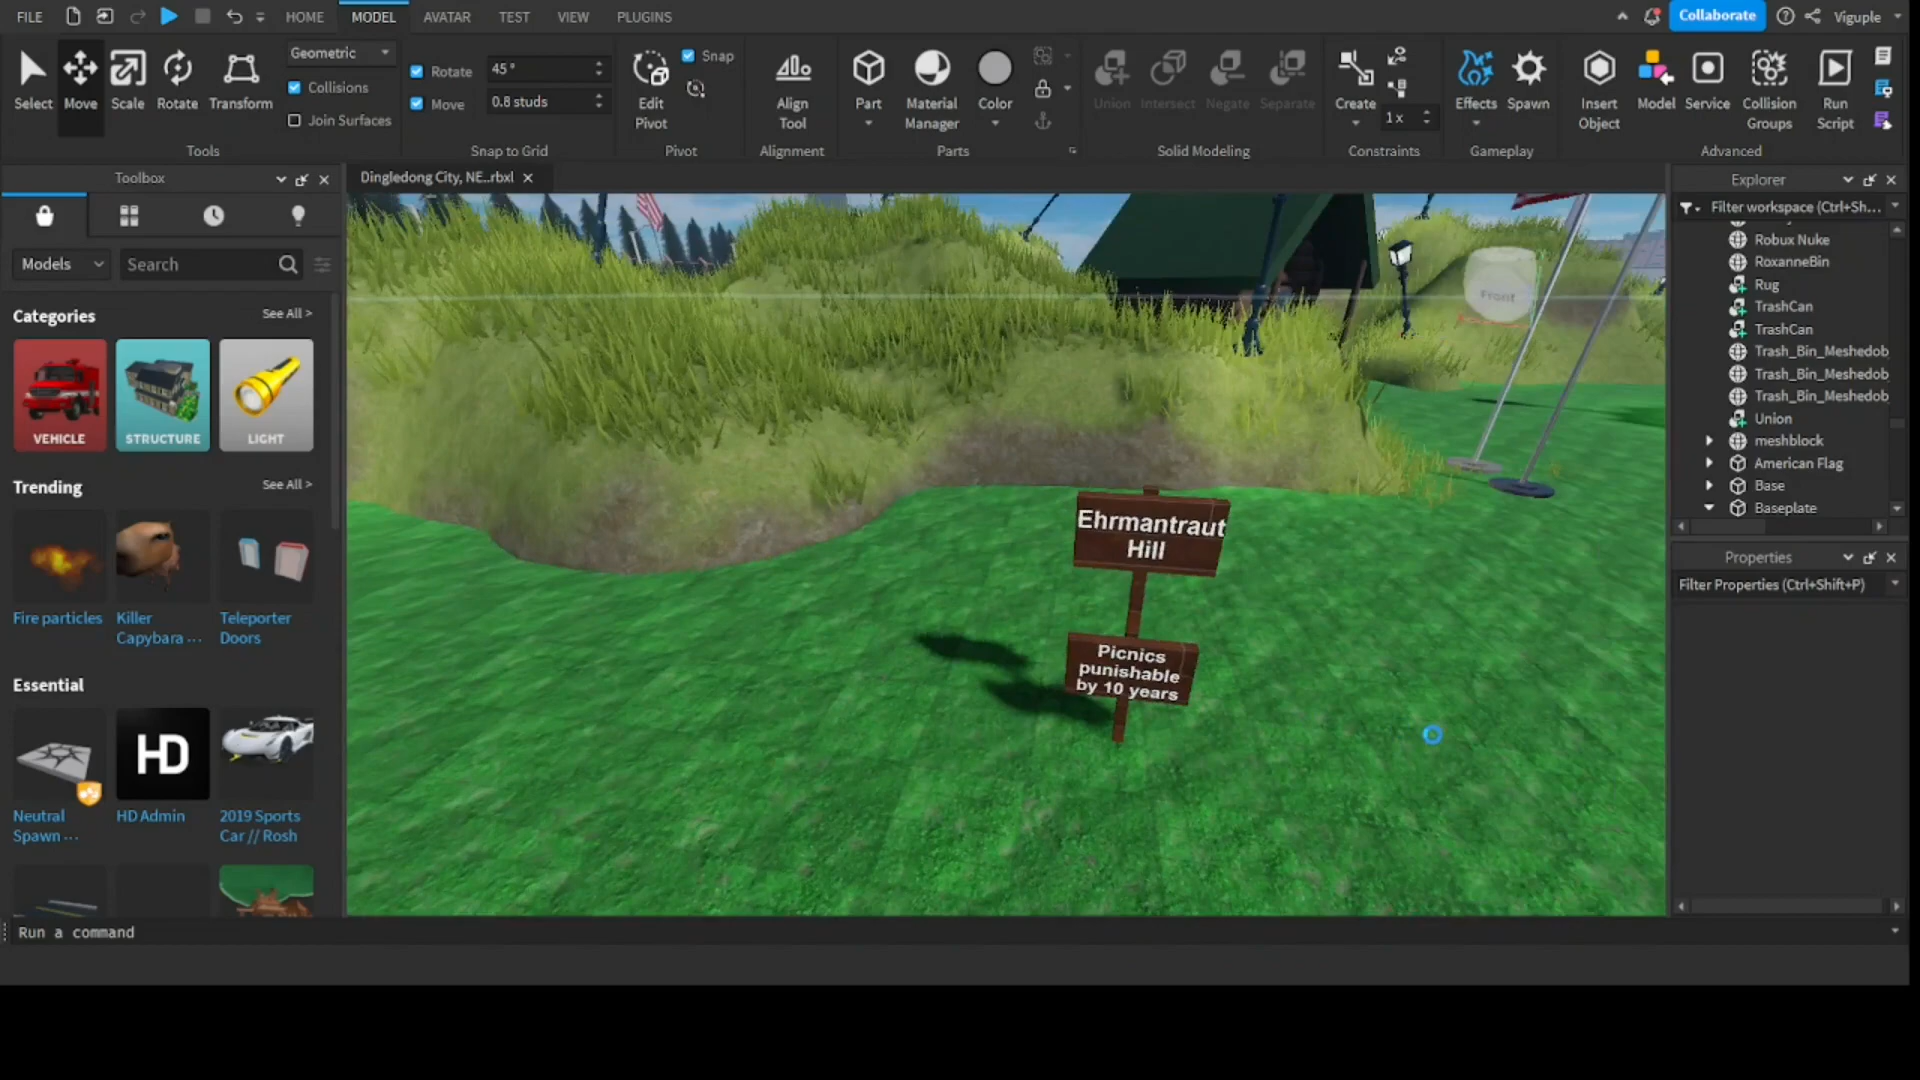 FILE HOME MODEL AVATAR TEST VIEW PLUGINS Collaborate Viguple
Select Move Scale Rotate Transform
Geometric
Collisions
Join Surfaces
Tools
Rotate 45 °
Move 0.8 studs
Snap to Grid
Edit Pivot
Snap
Pivot
Align Tool
Alignment
Part
Material Manager
Color
Parts
Union Intersect Negate Separate
Solid Modeling
Create
1 x
Constraints
Effects Spawn
Gameplay
Insert Object
Model
Service
Collision Groups
Run Script
Advanced
Toolbox
Models
Search
Categories
See All >
VEHICLE STRUCTURE LIGHT
Trending
See All >
Fire particles
Killer Capybara ...
Teleporter Doors
Essential
Neutral Spawn ...
HD
HD Admin
2019 Sports Car // Rosh
Dingledong City, NE...rbxl
Front
Ehrmantraut
Hill
Picnics
punishable
by 10 years
Explorer
Filter workspace (Ctrl+Sh...
Robux Nuke
RoxanneBin
Rug
TrashCan
TrashCan
Trash_Bin_Meshedob
Trash_Bin_Meshedob
Trash_Bin_Meshedob
Union
meshblock
American Flag
Base
Baseplate
Properties
Filter Properties (Ctrl+Shift+P)
Run a command